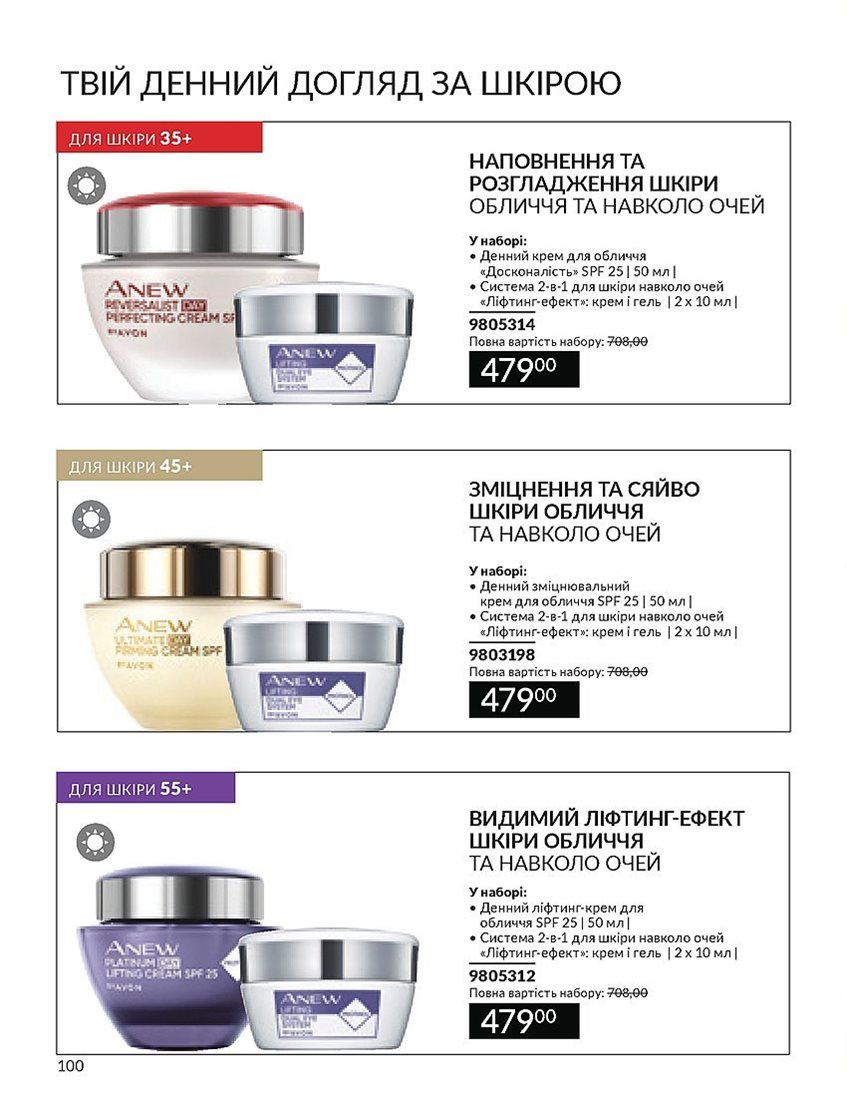 ТВІЙ ДЕННИЙ ДОГЛЯД ЗА ШКІРОЮ
ДЛЯ ШКІРИ 35+
НАПОВНЕННЯ ТА
РОЗГЛАДЖЕННЯ ШКІРИ
ОБЛИЧЧЯ ТА НАВКОЛО ОЧЕЙ
У наборі:
• Денний крем для обличчя
«Досконалість» SPF 25 | 50 мл |
• Система 2-в-1 для шкіри навколо очей
«Ліфтинг-ефект»: крем і гель | 2 х 10 мл |
9805314
Повна вартість набору: 708,00
479⁰⁰
ANEW
REVERSALIST DAY
PERFECTING CREAM SPF
BY AVON
ANEW
LIFTING
DUAL EYE
SYSTEM
BY AVON
PROTINOL
ДЛЯ ШКІРИ 45+
ЗМІЦНЕННЯ ТА СЯЙВО
ШКІРИ ОБЛИЧЧЯ
ТА НАВКОЛО ОЧЕЙ
У наборі:
• Денний зміцнювальний
крем для обличчя SPF 25 | 50 мл |
• Система 2-в-1 для шкіри навколо очей
«Ліфтинг-ефект»: крем і гель | 2 х 10 мл |
9803198
Повна вартість набору: 708,00
479⁰⁰
ANEW
ULTIMATE DAY
FIRMING CREAM SPF
BY AVON
ANEW
LIFTING
DUAL EYE
SYSTEM
BY AVON
PROTINOL
ДЛЯ ШКІРИ 55+
ВИДИМИЙ ЛІФТИНГ-ЕФЕКТ
ШКІРИ ОБЛИЧЧЯ
ТА НАВКОЛО ОЧЕЙ
У наборі:
• Денний ліфтинг-крем для
обличчя SPF 25 | 50 мл |
• Система 2-в-1 для шкіри навколо очей
«Ліфтинг-ефект»: крем і гель | 2 х 10 мл |
9805312
Повна вартість набору: 708,00
479⁰⁰
ANEW
PLATINUM DAY
LIFTING CREAM SPF 25
BY AVON
ANEW
LIFTING
DUAL EYE
SYSTEM
BY AVON
PROTINOL
100